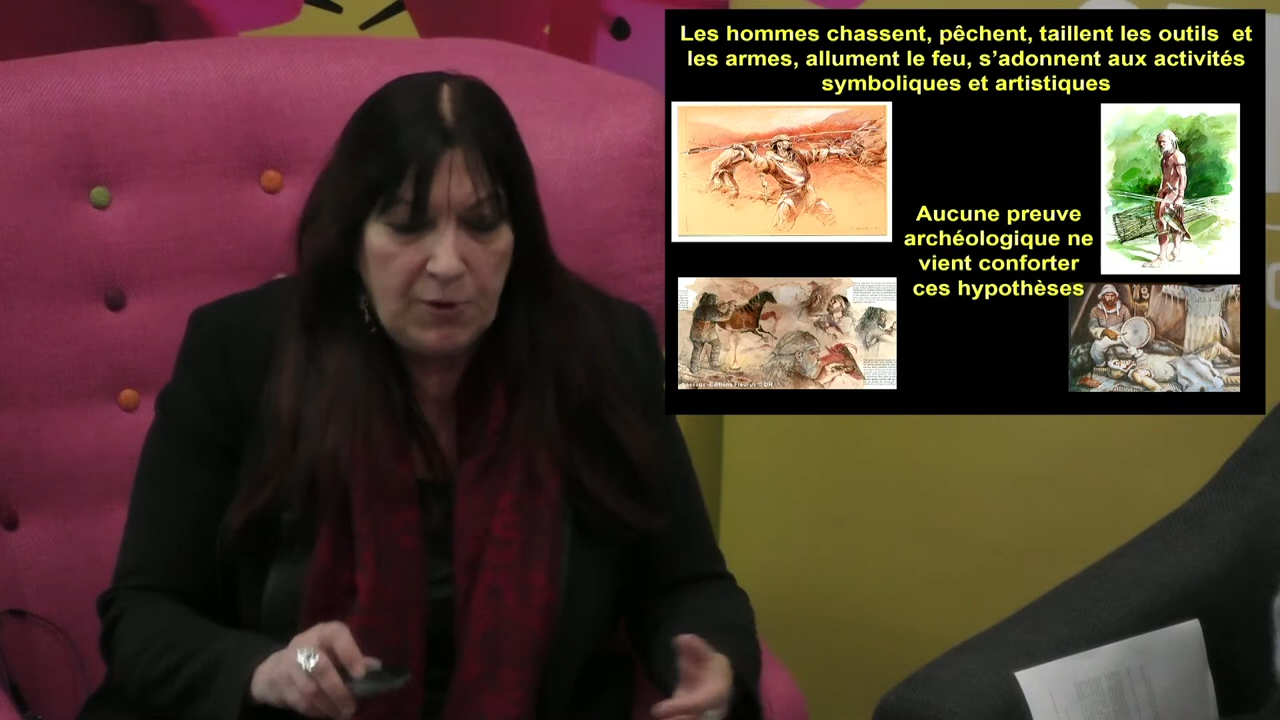 Les hommes chassent, pêchent, taillent les outils et
les armes, allument le feu, s'adonnent aux activités
symboliques et artistiques
Aucune preuve
archéologique ne
vient conforter
ces hypothèses